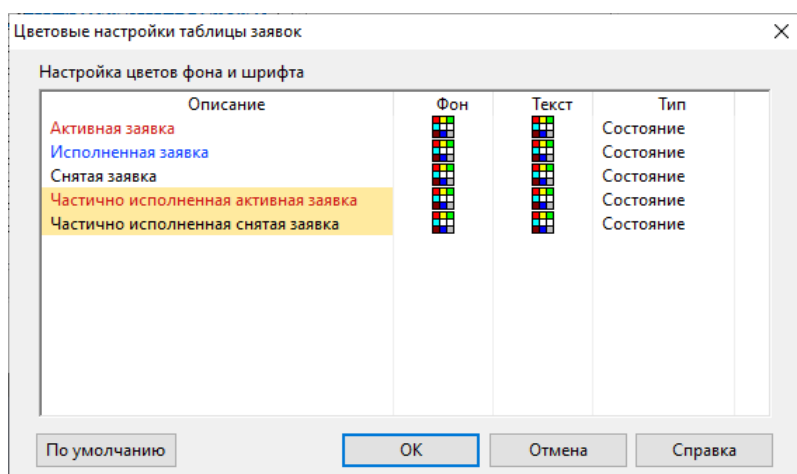 Цветовые настройки таблицы заявок
Настройка цветов фона и шрифта
Описание Фон Текст Тип
Активная заявка Состояние
Исполненная заявка Состояние
Снятая заявка Состояние
Частично исполненная активная заявка Состояние
Частично исполненная снятая заявка Состояние
По умолчанию ОК Отмена Справка